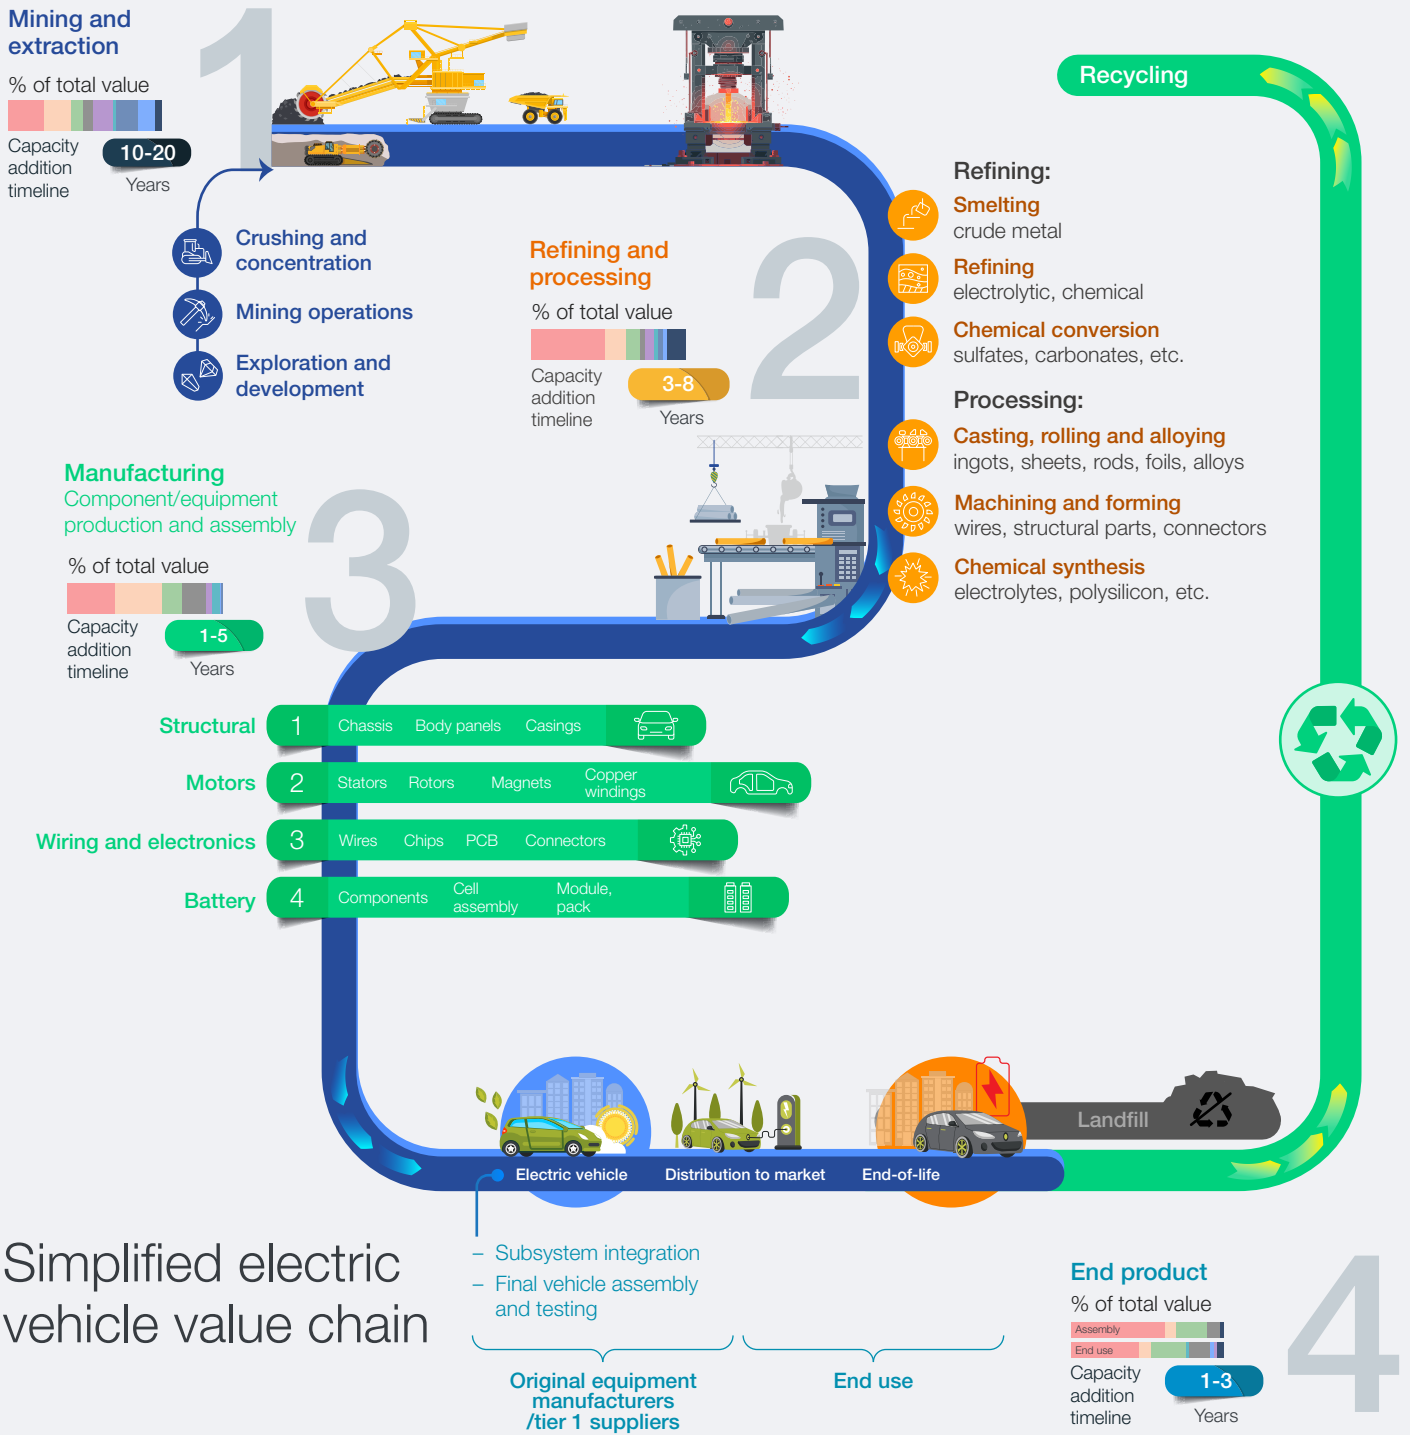 Mining and
extraction
% of total value
Capacity
addition
timeline
10-20
Years
1
Crushing and
concentration
Mining operations
Exploration and
development
Refining and
processing
% of total value
Capacity
addition
timeline
3-8
Years
2
Refining:
Smelting
crude metal
Refining
electrolytic, chemical
Chemical conversion
sulfates, carbonates, etc.
Processing:
Casting, rolling and alloying
ingots, sheets, rods, foils, alloys
Machining and forming
wires, structural parts, connectors
Chemical synthesis
electrolytes, polysilicon, etc.
Recycling
Manufacturing
Component/equipment
production and assembly
% of total value
Capacity
addition
timeline
1-5
Years
3
Structural 1 Chassis Body panels Casings
Motors 2 Stators Rotors Magnets Copper
windings
Wiring and electronics 3 Wires Chips PCB Connectors
Battery 4 Components Cell
assembly
Module,
pack
Landfill
Electric vehicle Distribution to market End-of-life
– Subsystem integration
– Final vehicle assembly
and testing
Original equipment
manufacturers
/tier 1 suppliers
End use
Simplified electric
vehicle value chain
End product
% of total value
Assembly
End use
Capacity
addition
timeline
1-3
Years
4